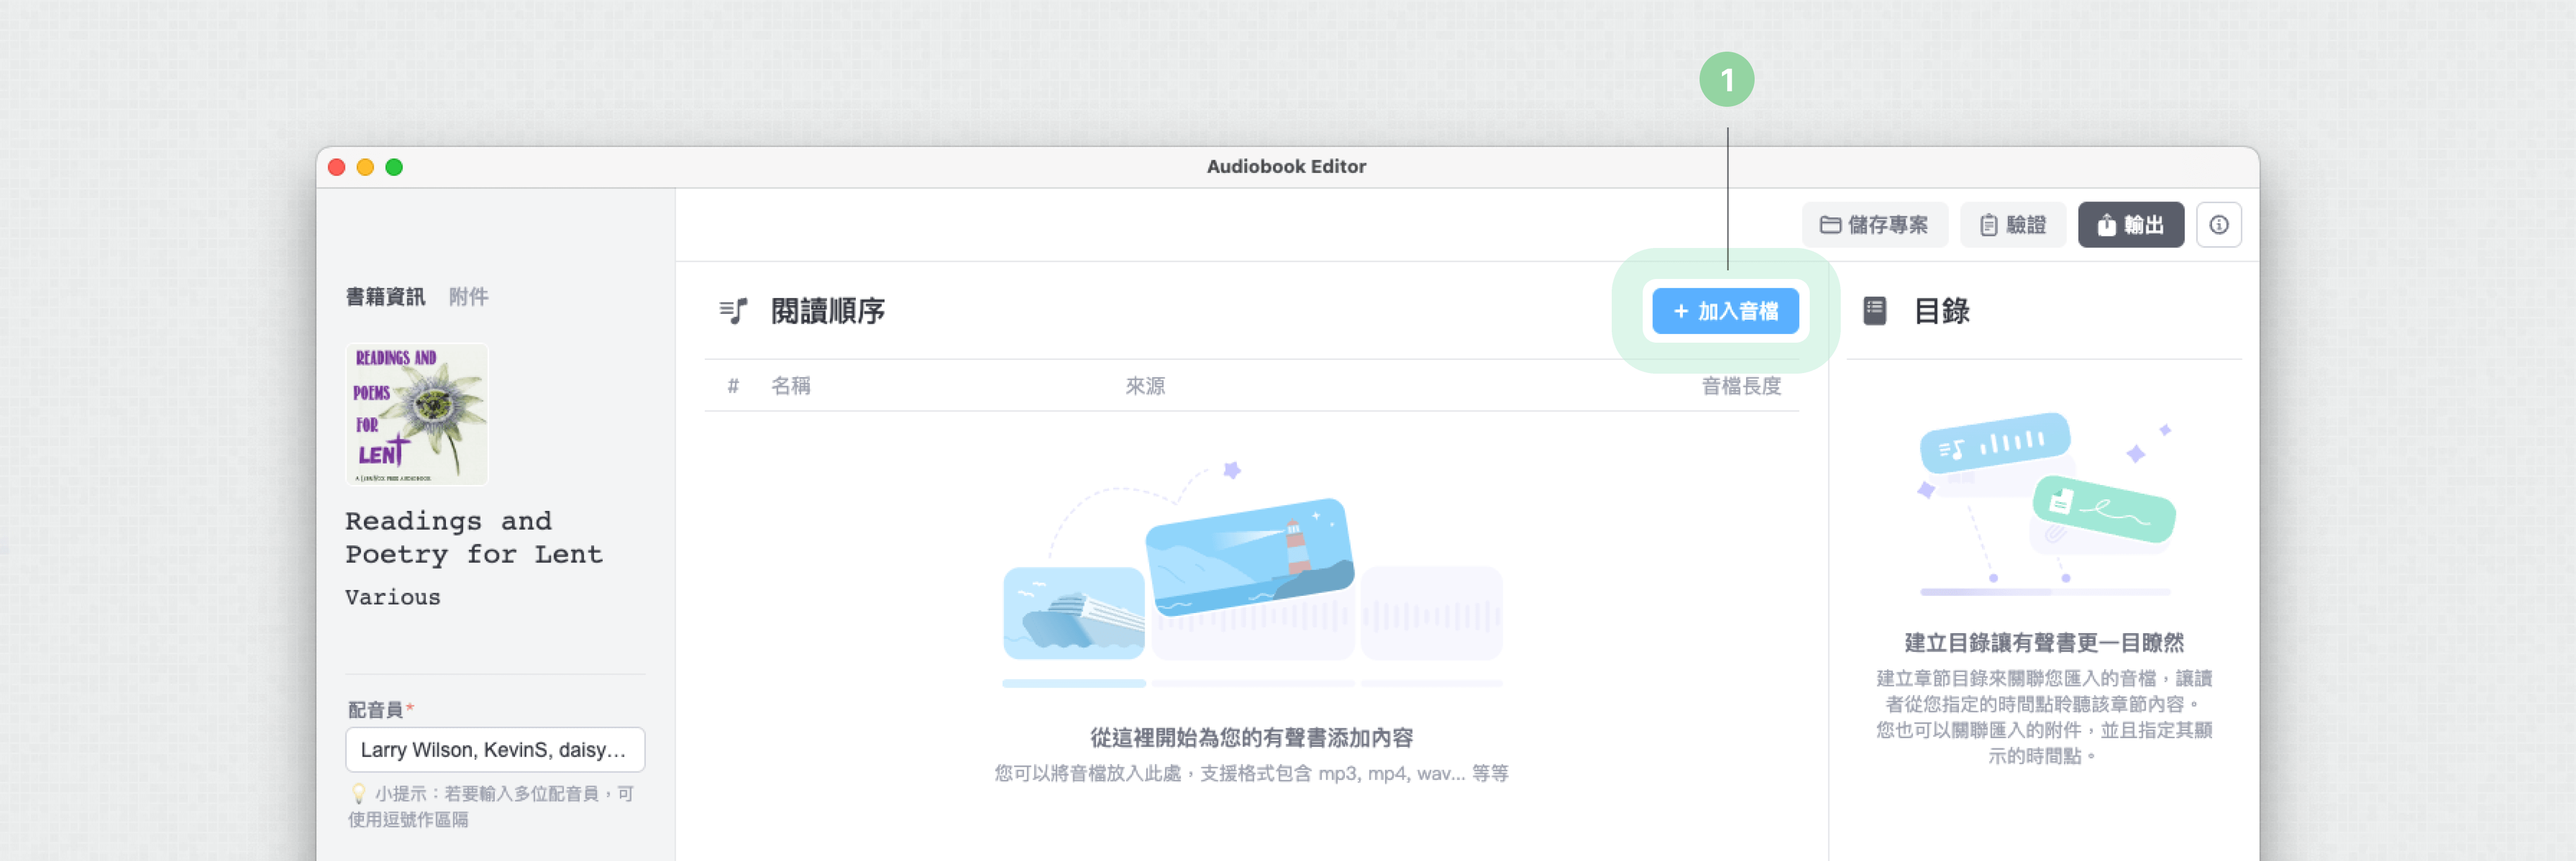 1
Audiobook Editor
儲存專案
驗證
輸出
書籍資訊 附件
READINGS AND
POEMS
FOR
LENT
A LIBRIVOX FREE AUDIOBOOK
Readings and
Poetry for Lent
Various
配音員*
Larry Wilson, KevinS, daisy...
小提示：若要輸入多位配音員，可
使用逗號作區隔
閱讀順序
+ 加入音檔
# 名稱 來源 音檔長度
從這裡開始為您的有聲書添加內容
您可以將音檔放入此處，支援格式包含 mp3, mp4, wav... 等等
目錄
建立目錄讓有聲書更一目瞭然
建立章節目錄來關聯您匯入的音檔，讓讀
者從您指定的時間點聆聽該章節內容。
您也可以關聯匯入的附件，並且指定其顯
示的時間點。